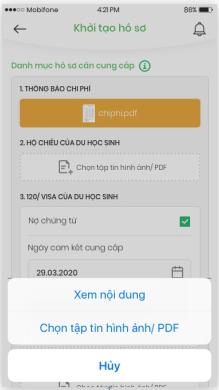 ●●●○○ Mobifone 4:21 PM 86%
Khởi tạo hồ sơ
Danh mục hồ sơ cần cung cấp
1. THÔNG BÁO CHI PHÍ
chiphi.pdf
2. HỘ CHIẾU CỦA DU HỌC SINH
Chọn tập tin hình ảnh/ PDF
3. 120/ VISA CỦA DU HỌC SINH
Nợ chứng từ
Ngày cam kết cung cấp
29.03.2020
Xem nội dung
Chọn tập tin hình ảnh/ PDF
Hủy